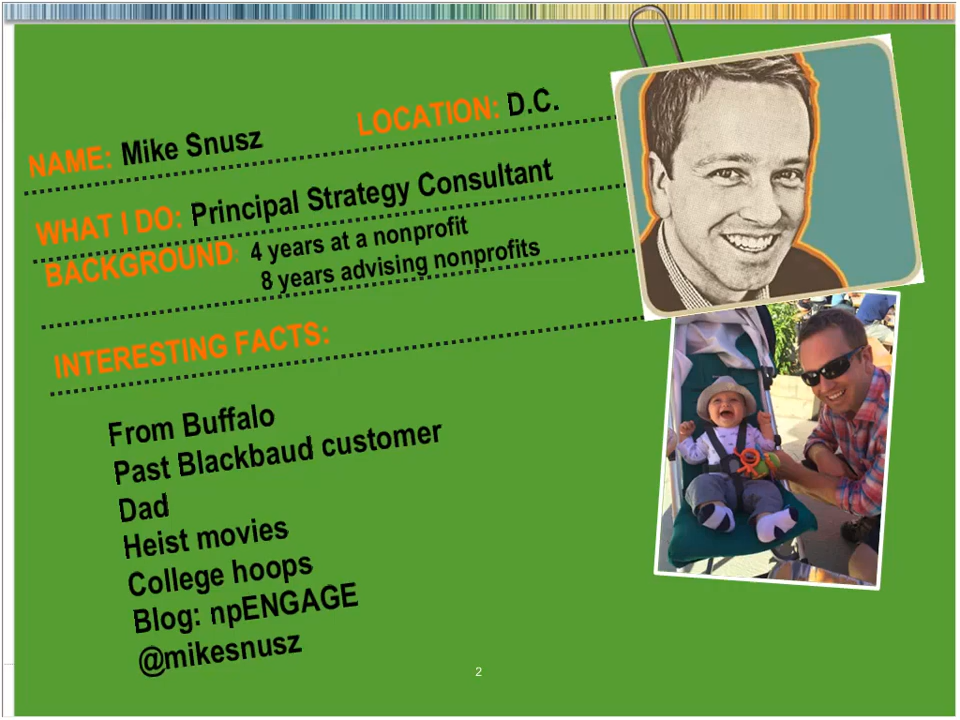 NAME: Mike Snusz LOCATION: D.C.
WHAT I DO: Principal Strategy Consultant
BACKGROUND: 4 years at a nonprofit
8 years advising nonprofits
INTERESTING FACTS:
From Buffalo
Past Blackbaud customer
Dad
Heist movies
College hoops
Blog: npENGAGE
@mikesnusz
2